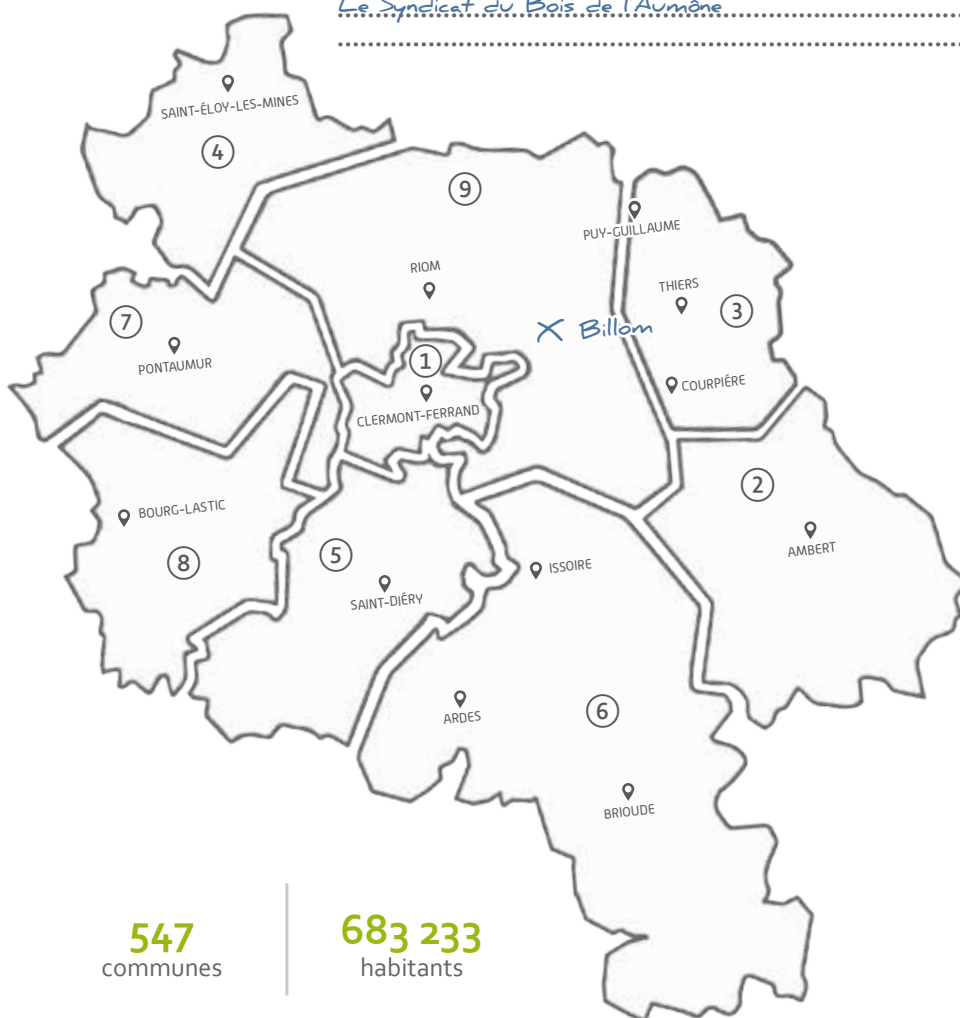 Le Syndicat du Bois de l'Aumône
SAINT-ÉLOY-LES-MINES
4
9
PUY-GUILLAUME
RIOM
THIERS
7
3
X Billom
PONTAUMUR
1
COURPIÉRE
CLERMONT-FERRAND
2
BOURG-LASTIC
AMBERT
5
8
ISSOIRE
SAINT-DIÉRY
ARDES
6
BRIOUDE
547
communes
683 233
habitants